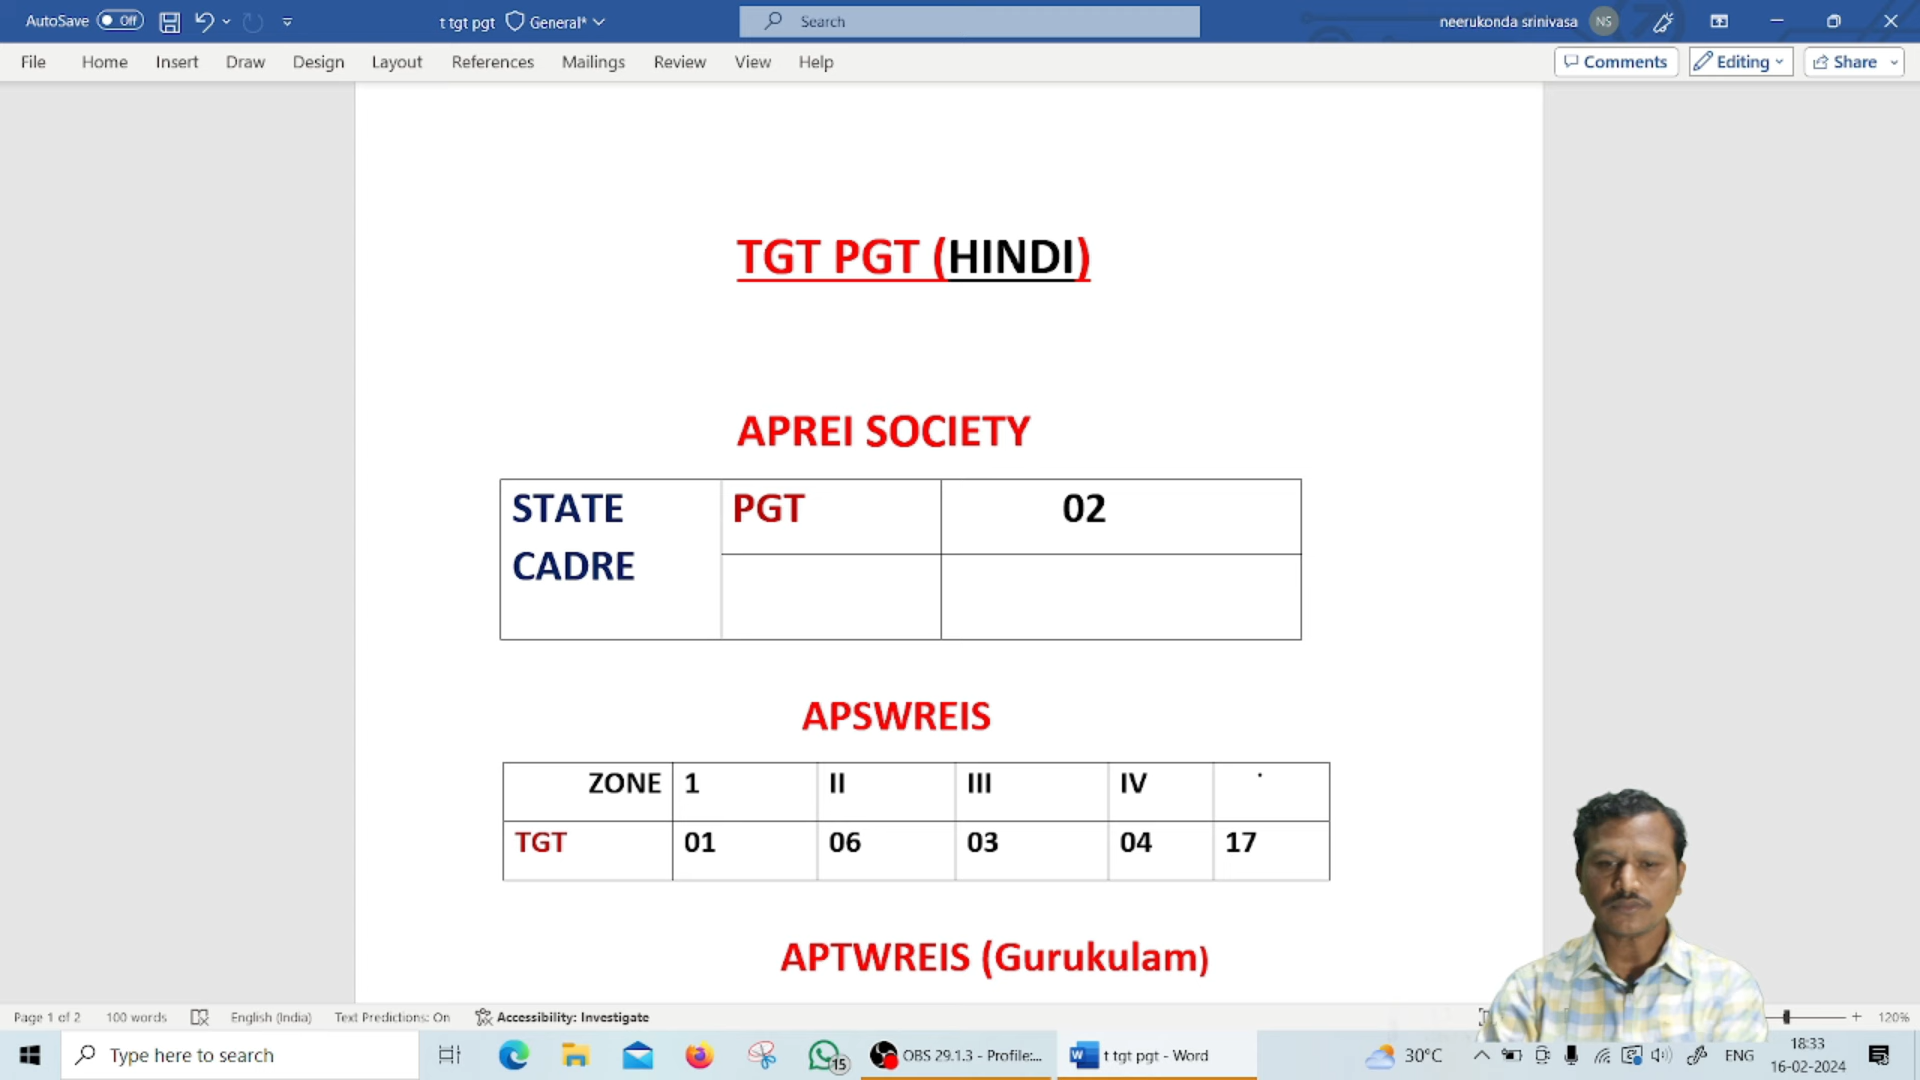 AutoSave Off t tgt pgt General* Search neerukonda srinivasa NS
File Home Insert Draw Design Layout References Mailings Review View Help Comments Editing Share
TGT PGT (HINDI)
APREI SOCIETY
STATE CADRE PGT 02
APSWREIS
ZONE 1 II III IV
TGT 01 06 03 04 17
APTWREIS (Gurukulam)
Page 1 of 2 100 words English (India) Text Predictions: On Accessibility: Investigate 120%
Type here to search 15 OBS 29.1.3 - Profile:... t tgt pgt - Word 30°C ENG 18:33
16-02-2024